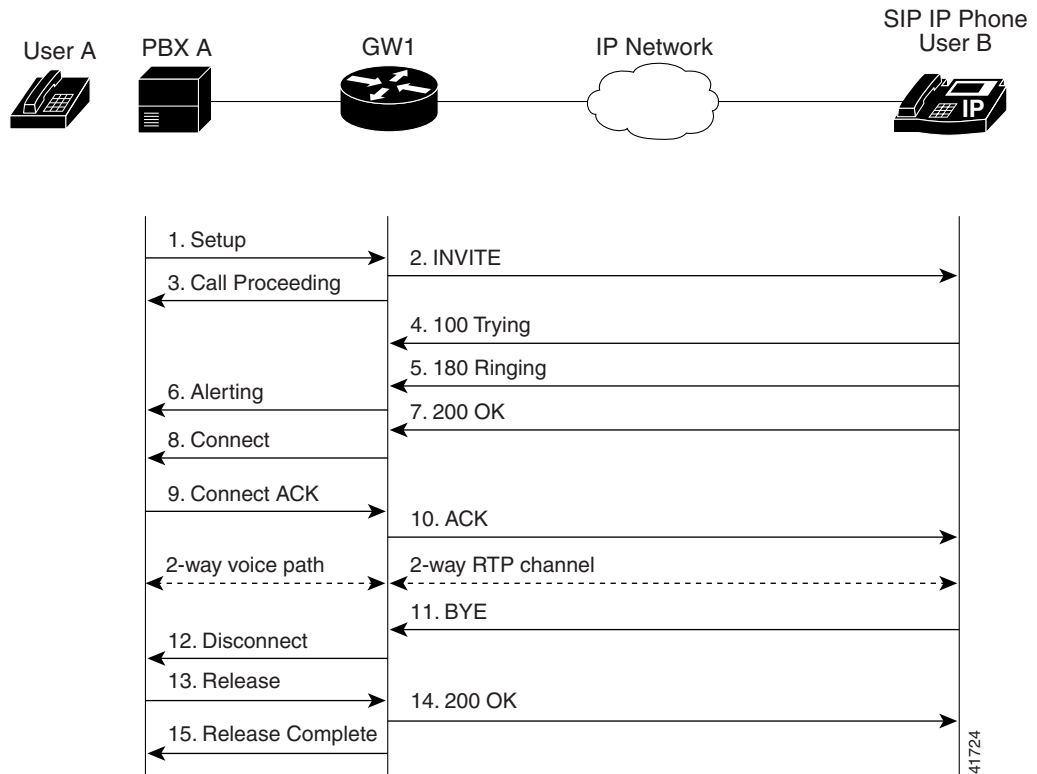 User A
PBX A
GW1
IP Network
SIP IP Phone
User B
IP
1. Setup
2. INVITE
3. Call Proceeding
4. 100 Trying
5. 180 Ringing
6. Alerting
7. 200 OK
8. Connect
9. Connect ACK
10. ACK
2-way voice path
2-way RTP channel
11. BYE
12. Disconnect
13. Release
14. 200 OK
15. Release Complete
41724